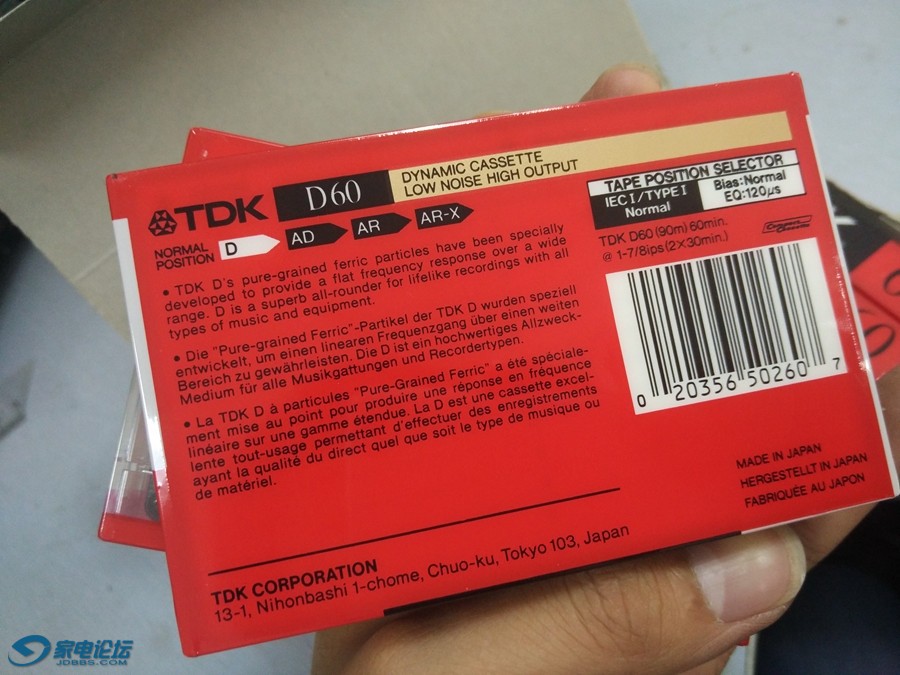 TDK D60 DYNAMIC CASSETTE
LOW NOISE HIGH OUTPUT
NORMAL POSITION D AD AR AR-X
TAPE POSITION SELECTOR
IEC I/TYPE I
Normal
Bias:Normal
EQ:120µs
TDK D60 (90m) 60min.
@ 1-7/8ips (2×30min.)
Compact Cassette
• TDK D's pure-grained ferric particles have been specially
developed to provide a flat frequency response over a wide
range. D is a superb all-rounder for lifelike recordings with all
types of music and equipment.
• Die "Pure-grained Ferric"-Partikel der TDK D wurden speziell
entwickelt, um einen linearen Frequenzgang über einen weiten
Bereich zu gewährleisten. Die D ist ein hochwertiges Allzweck-
Medium für alle Musikgattungen und Recordertypen.
• La TDK D à particules "Pure-Grained Ferric" a été spéciale-
ment mise au point pour produire une réponse en fréquence
linéaire sur une gamme étendue. La D est une cassette excel-
lente tout-usage permettant d'effectuer des enregistrements
ayant la qualité du direct quel que soit le type de musique ou
de matériel.
0 20356 50260 7
MADE IN JAPAN
HERGESTELLT IN JAPAN
FABRIQUÉE AU JAPON
TDK CORPORATION
13-1, Nihonbashi 1-chome, Chuo-ku, Tokyo 103, Japan
家电论坛
JDBBS.COM